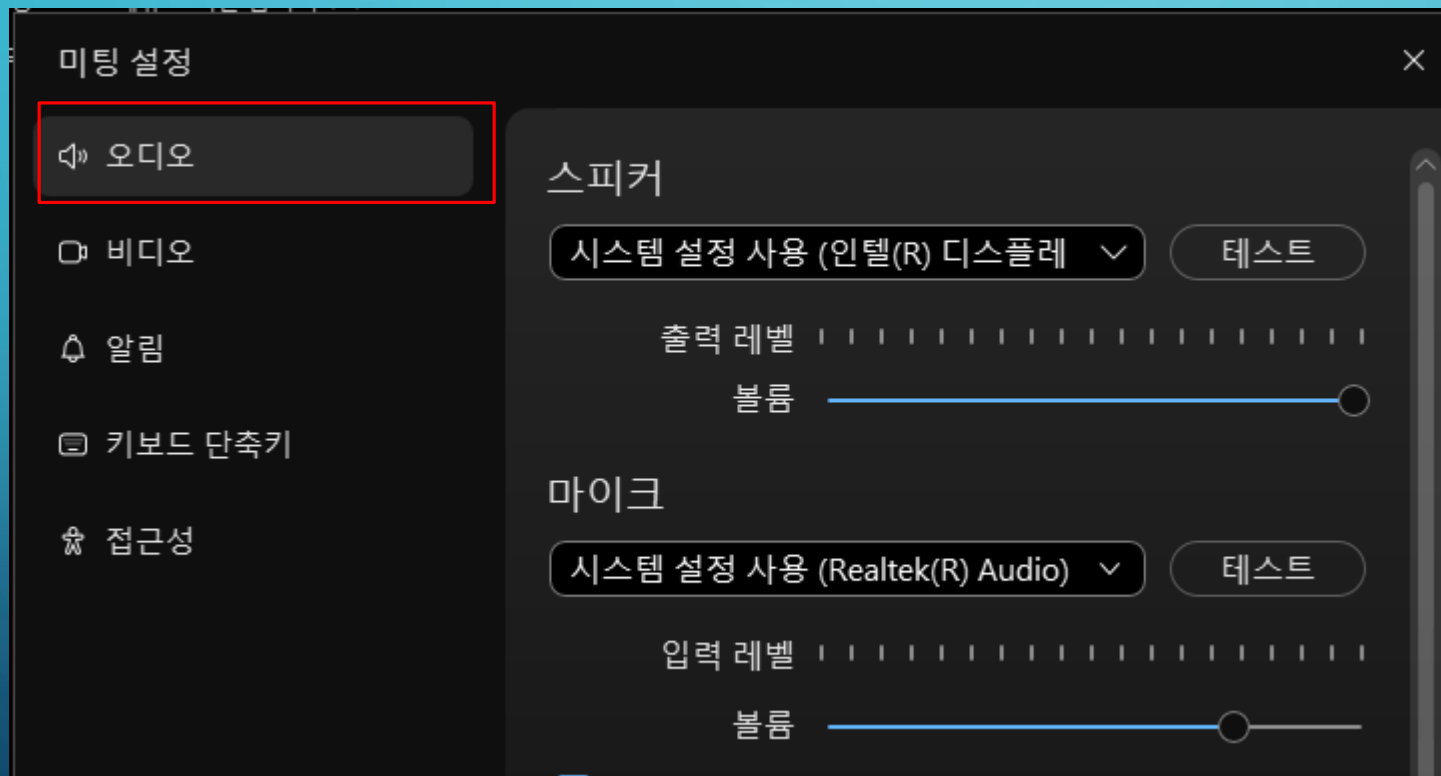 미팅 설정
오디오
비디오
알림
키보드 단축키
접근성
스피커
시스템 설정 사용 (인텔(R) 디스플레
테스트
출력 레벨
볼륨
마이크
시스템 설정 사용 (Realtek(R) Audio)
테스트
입력 레벨
볼륨